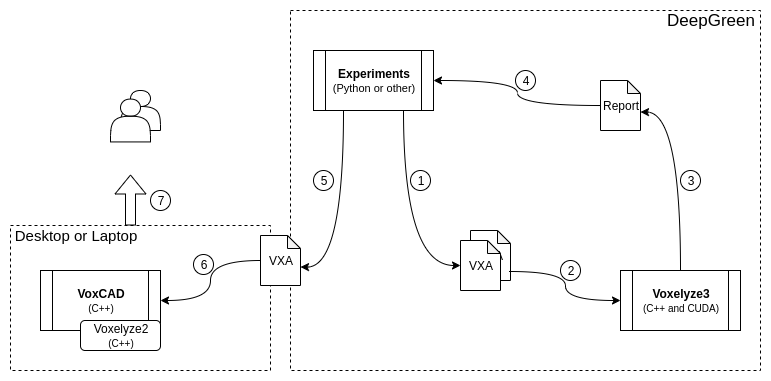 DeepGreen
Experiments
(Python or other)
4
Report
5
1
3
7
Desktop or Laptop
6
VXA
VXA
2
VoxCAD
(C++)
Voxelyze2
(C++)
Voxelyze3
(C++ and CUDA)